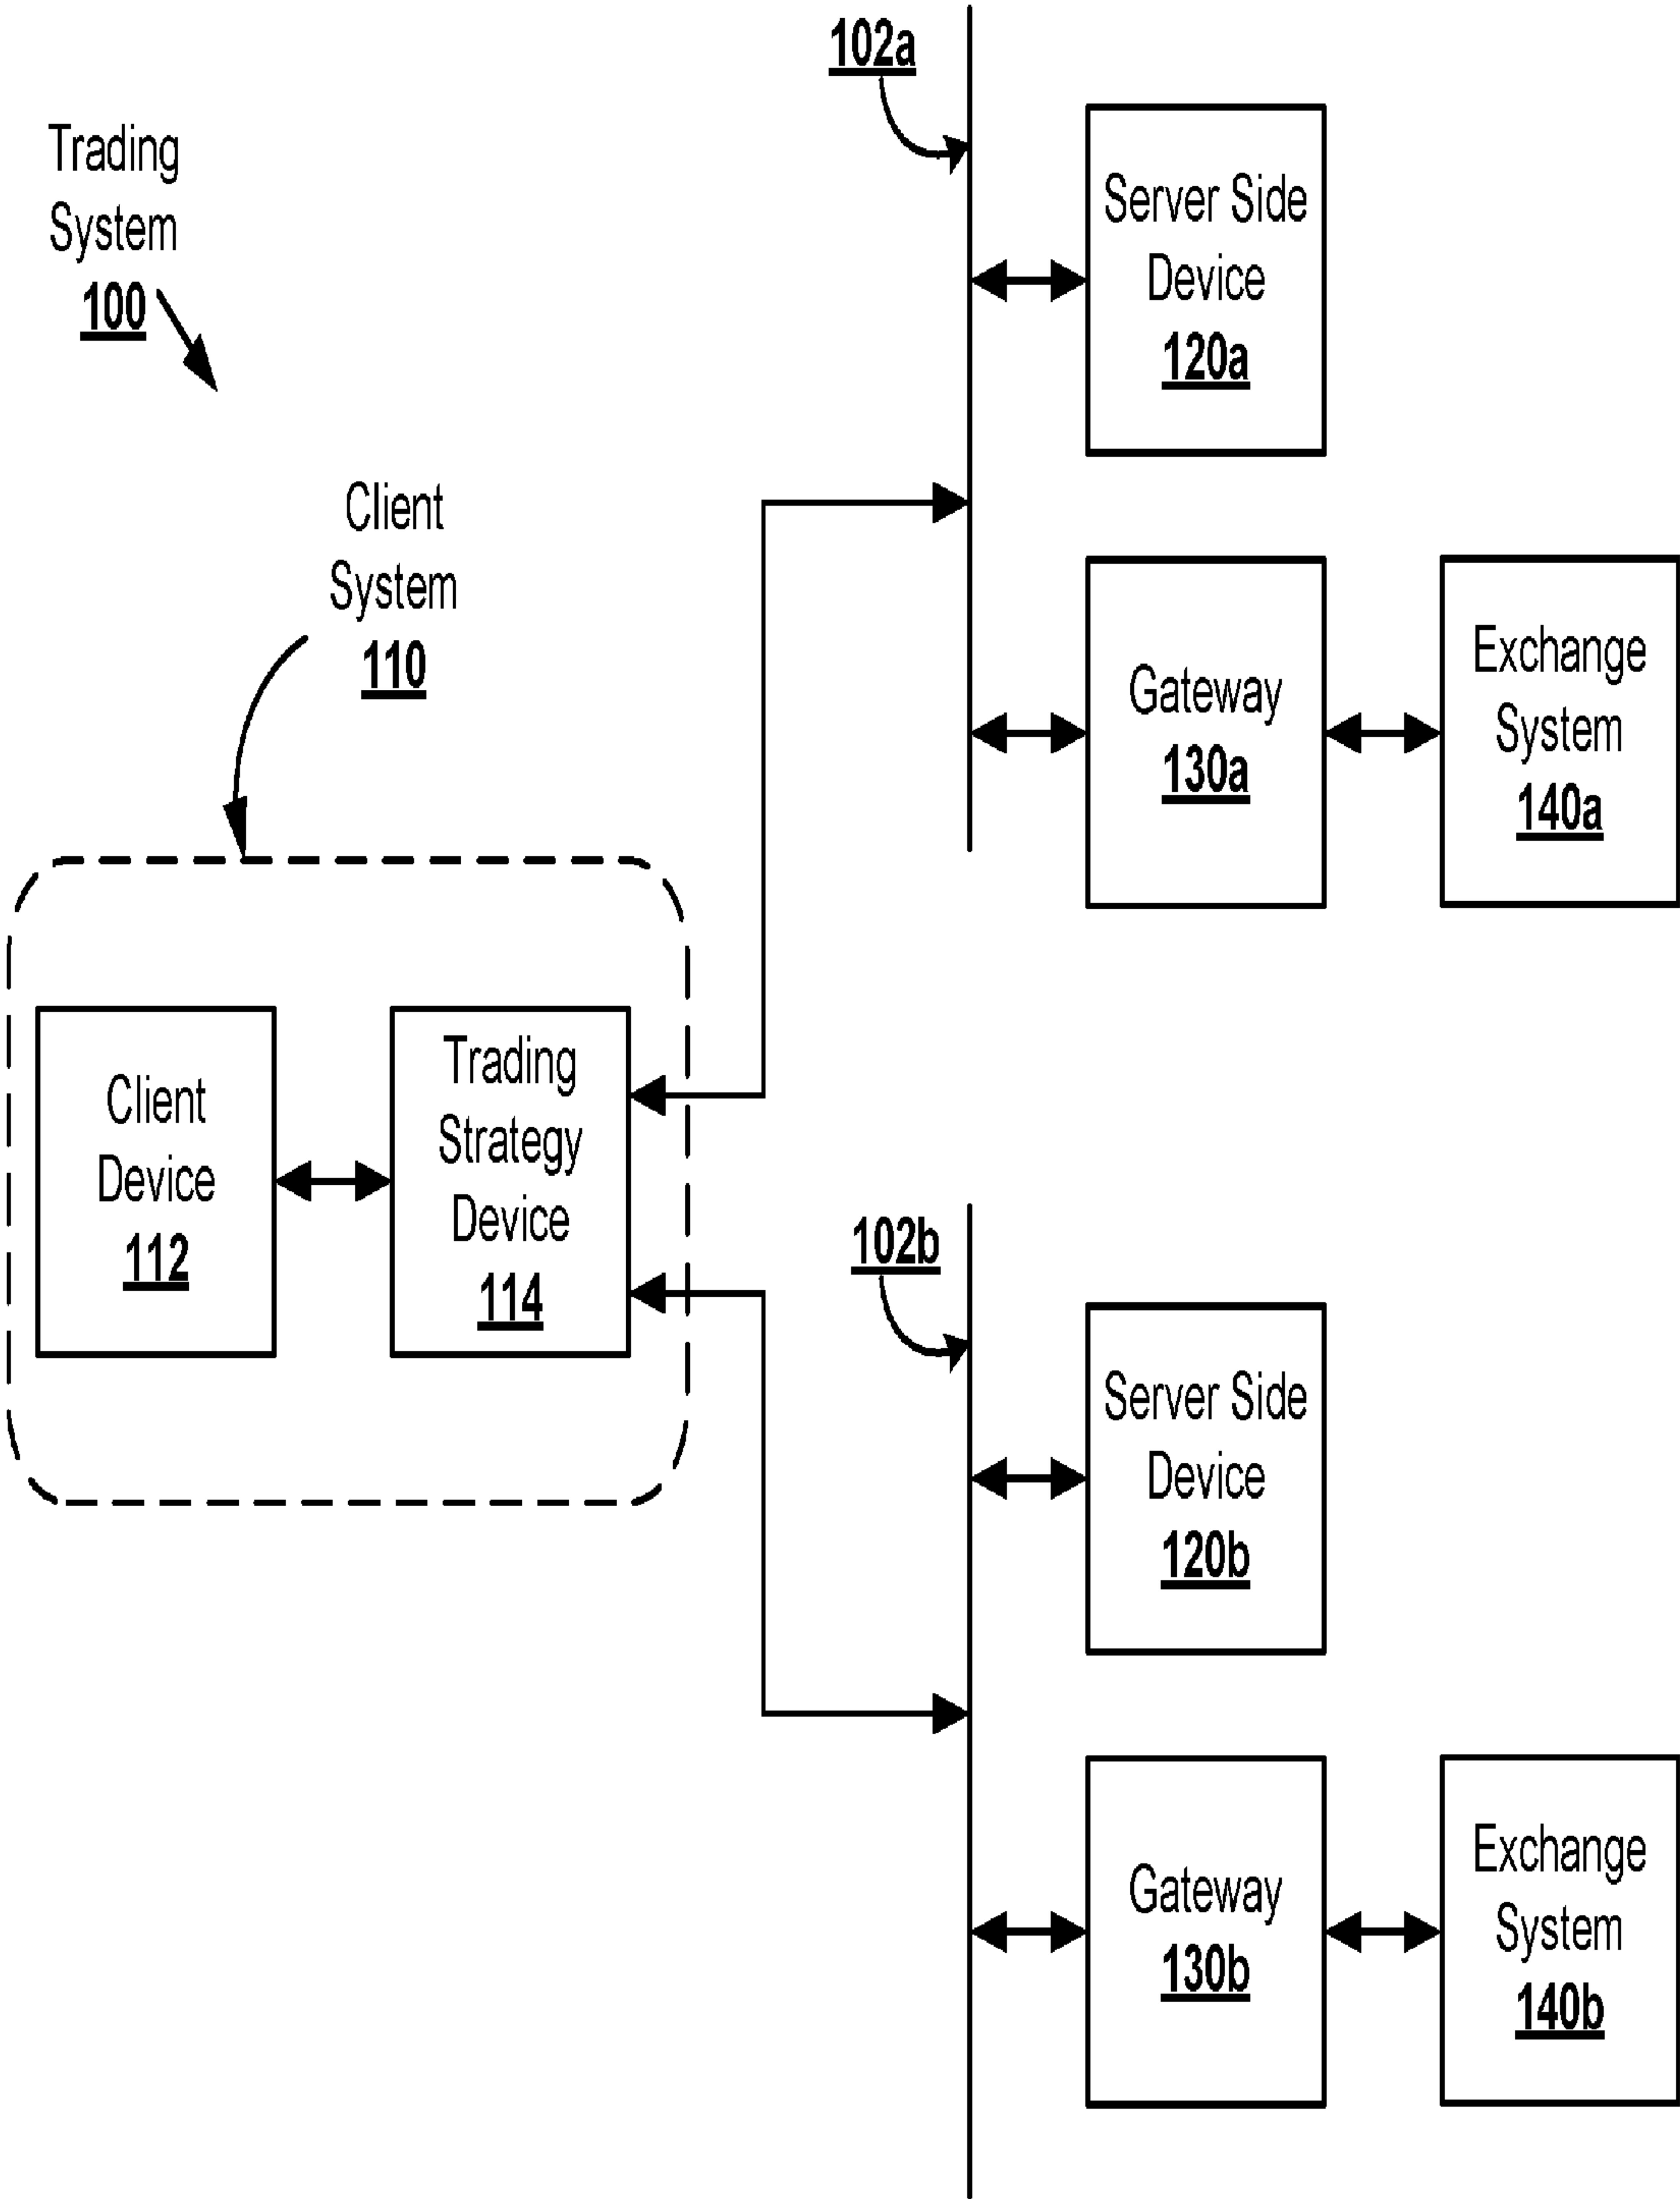 102a
Trading
System
100
Server Side
Device
120a
Client
System
110
Gateway
130a
Exchange
System
140a
Client
Device
112
Trading
Strategy
Device
114
102b
Server Side
Device
120b
Gateway
130b
Exchange
System
140b